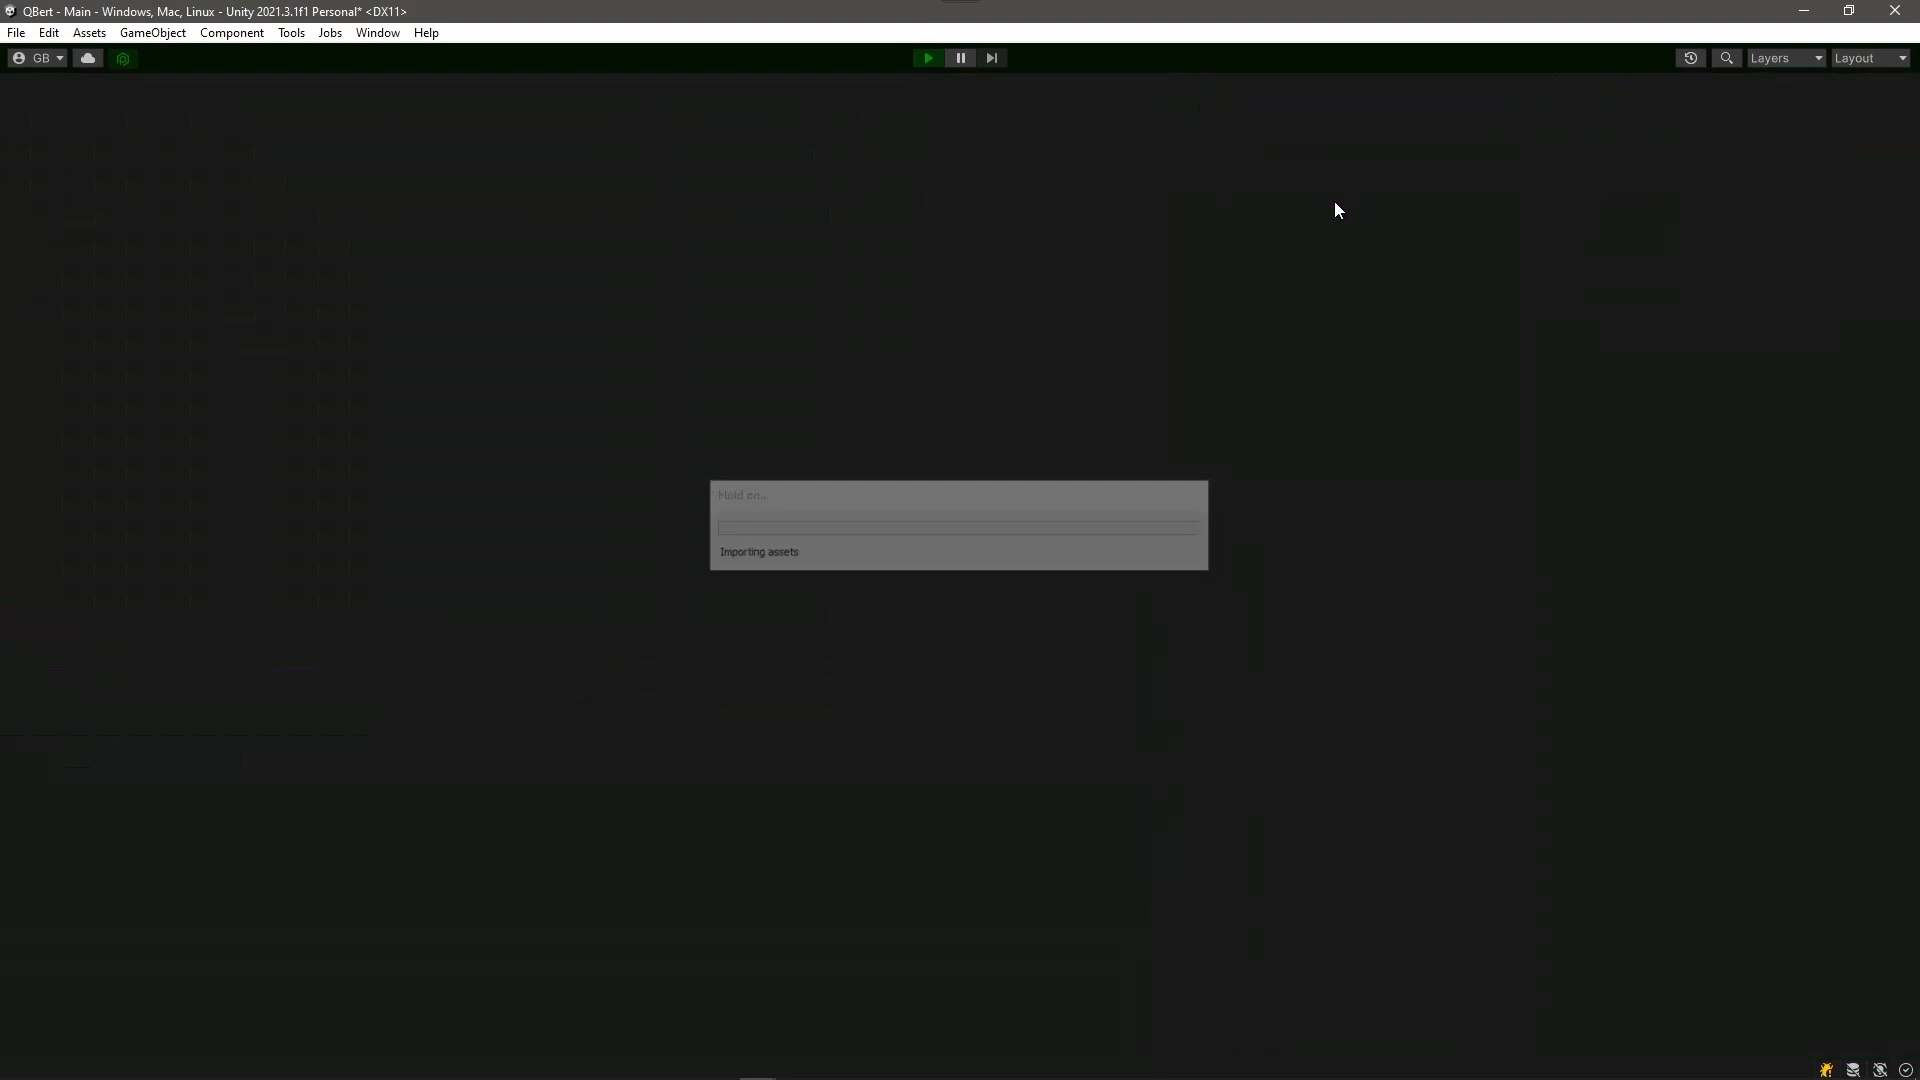 QBert - Main - Windows, Mac, Linux - Unity 2021.3.1f1 Personal* <DX11>
File Edit Assets GameObject Component Tools Jobs Window Help
GB Layers Layout
Hold on...
Importing assets